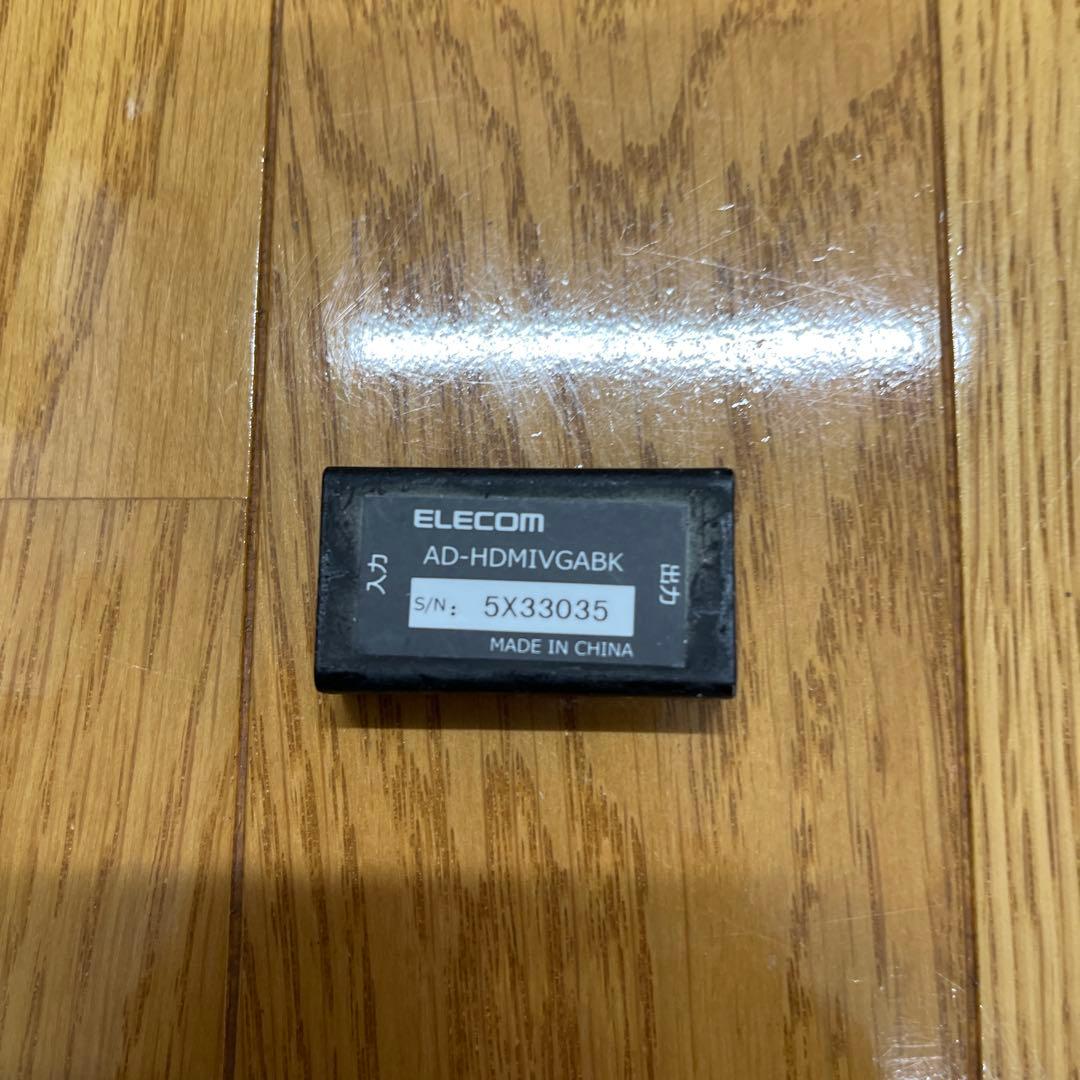 ELECOM
AD-HDMIVGABK
入力
出力
S/N: 5X33035
MADE IN CHINA